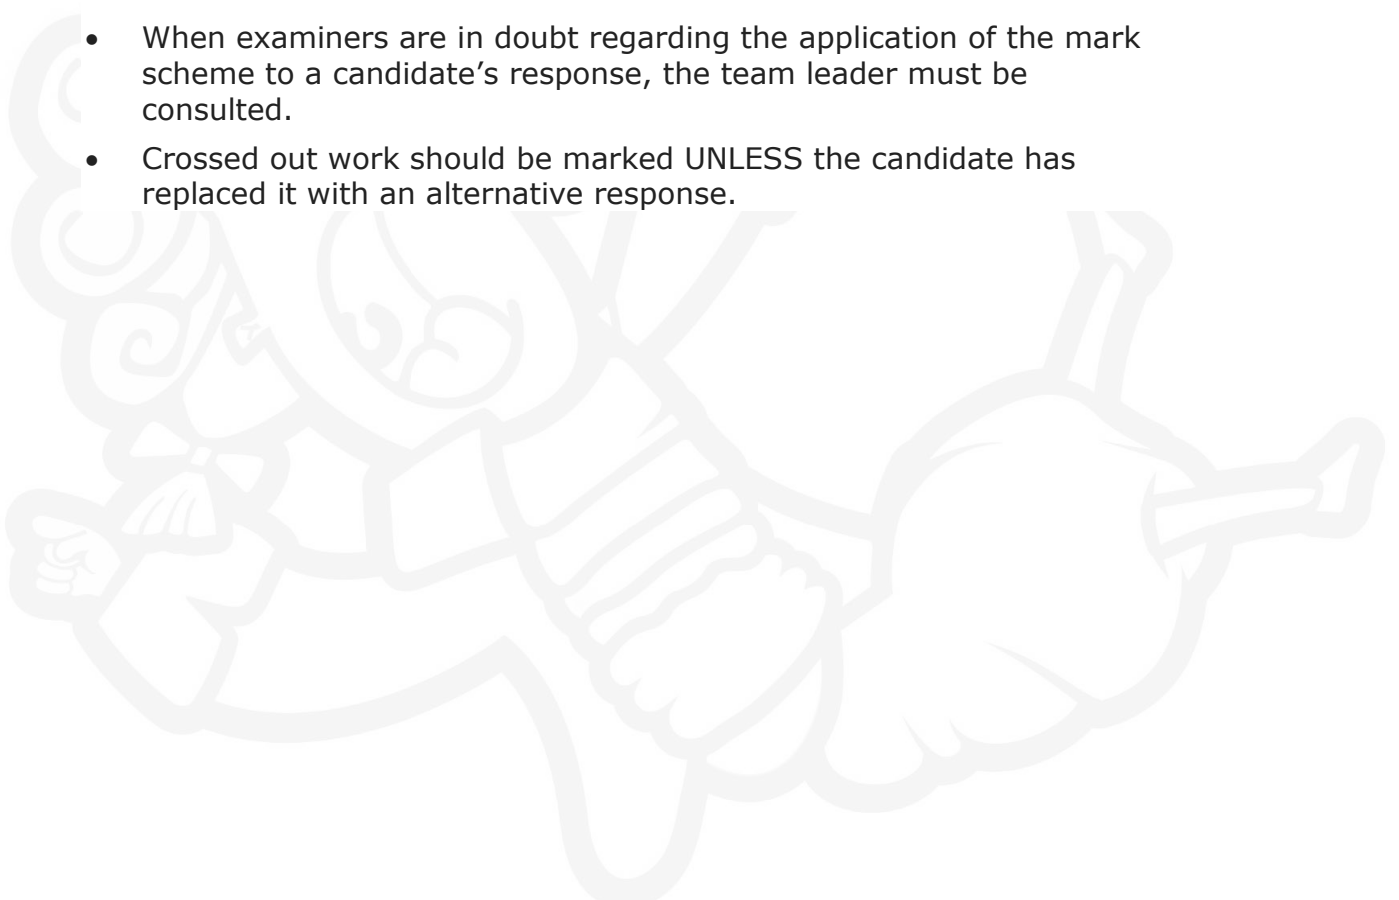 • When examiners are in doubt regarding the application of the mark
scheme to a candidate’s response, the team leader must be
consulted.
• Crossed out work should be marked UNLESS the candidate has
replaced it with an alternative response.